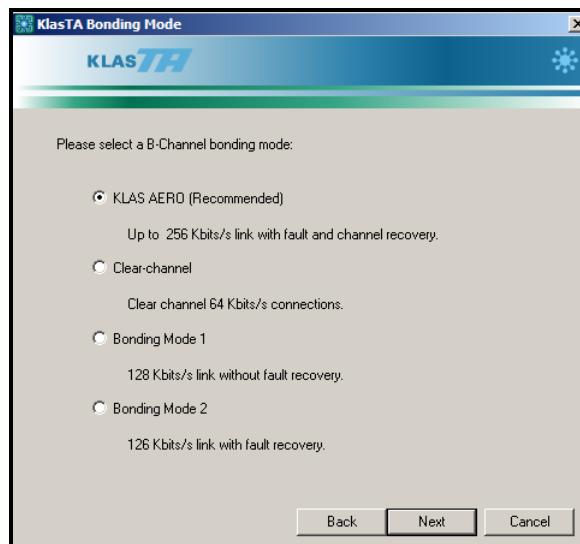 KlasTA Bonding Mode
KLAS TA
Please select a B-Channel bonding mode:
KLAS AERO (Recommended)
Up to 256 Kbits/s link with fault and channel recovery.
Clear-channel
Clear channel 64 Kbits/s connections.
Bonding Mode 1
128 Kbits/s link without fault recovery.
Bonding Mode 2
126 Kbits/s link with fault recovery.
Back Next Cancel